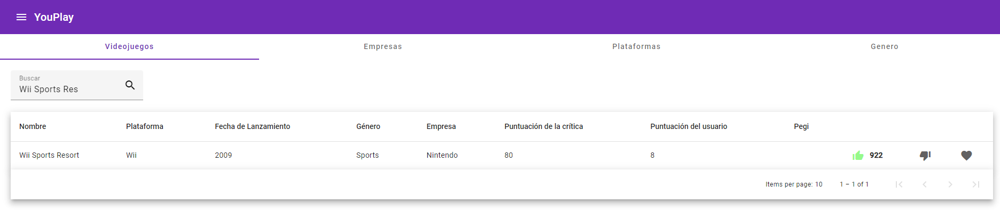 YouPlay
Videojuegos Empresas Plataformas Genero
Buscar
Wii Sports Res
Nombre Plataforma Fecha de Lanzamiento Género Empresa Puntuación de la crítica Puntuación del usuario Pegi
Wii Sports Resort Wii 2009 Sports Nintendo 80 8 922
Items per page: 10 1 – 1 of 1